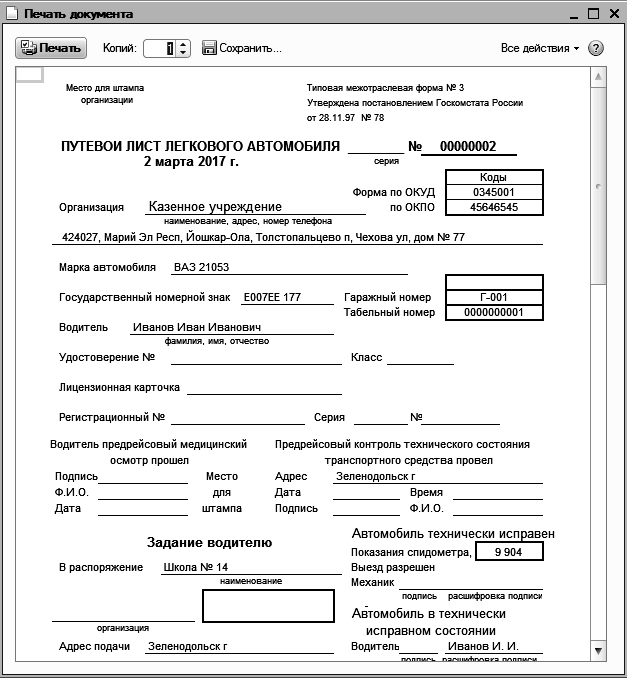 Печать документа
Печать Копий: 1 Сохранить... Все действия ?
Место для штампа
организации
Типовая межотраслевая форма № 3
Утверждена постановлением Госкомстата России
от 28.11.97 № 78
ПУТЕВОЙ ЛИСТ ЛЕГКОВОГО АВТОМОБИЛЯ № 00000002
2 марта 2017 г. серия
Коды
Форма по ОКУД 0345001
Организация Казенное учреждение по ОКПО 45646545
наименование, адрес, номер телефона
424027, Марий Эл Респ, Йошкар-Ола, Толстопальцево п, Чехова ул, дом № 77
Марка автомобиля ВАЗ 21053
Государственный номерной знак Е007ЕЕ 177 Гаражный номер Г-001
Табельный номер 0000000001
Водитель Иванов Иван Иванович
фамилия, имя, отчество
Удостоверение № Класс
Лицензионная карточка
Регистрационный № Серия №
Водитель предрейсовый медицинский
осмотр прошел
Предрейсовый контроль технического состояния
транспортного средства провел
Подпись Место Адрес Зеленодольск г
Ф.И.О. для Дата Время
Дата штампа Подпись Ф.И.О.
Автомобиль технически исправен
Задание водителю
Показания спидометра, 9 904
В распоряжение Школа № 14 Выезд разрешен
наименование
Механик
подпись расшифровка подписи
Автомобиль в технически
исправном состоянии
организация
Адрес подачи Зеленодольск г Водитель Иванов И. И.
подпись расшифровка подписи